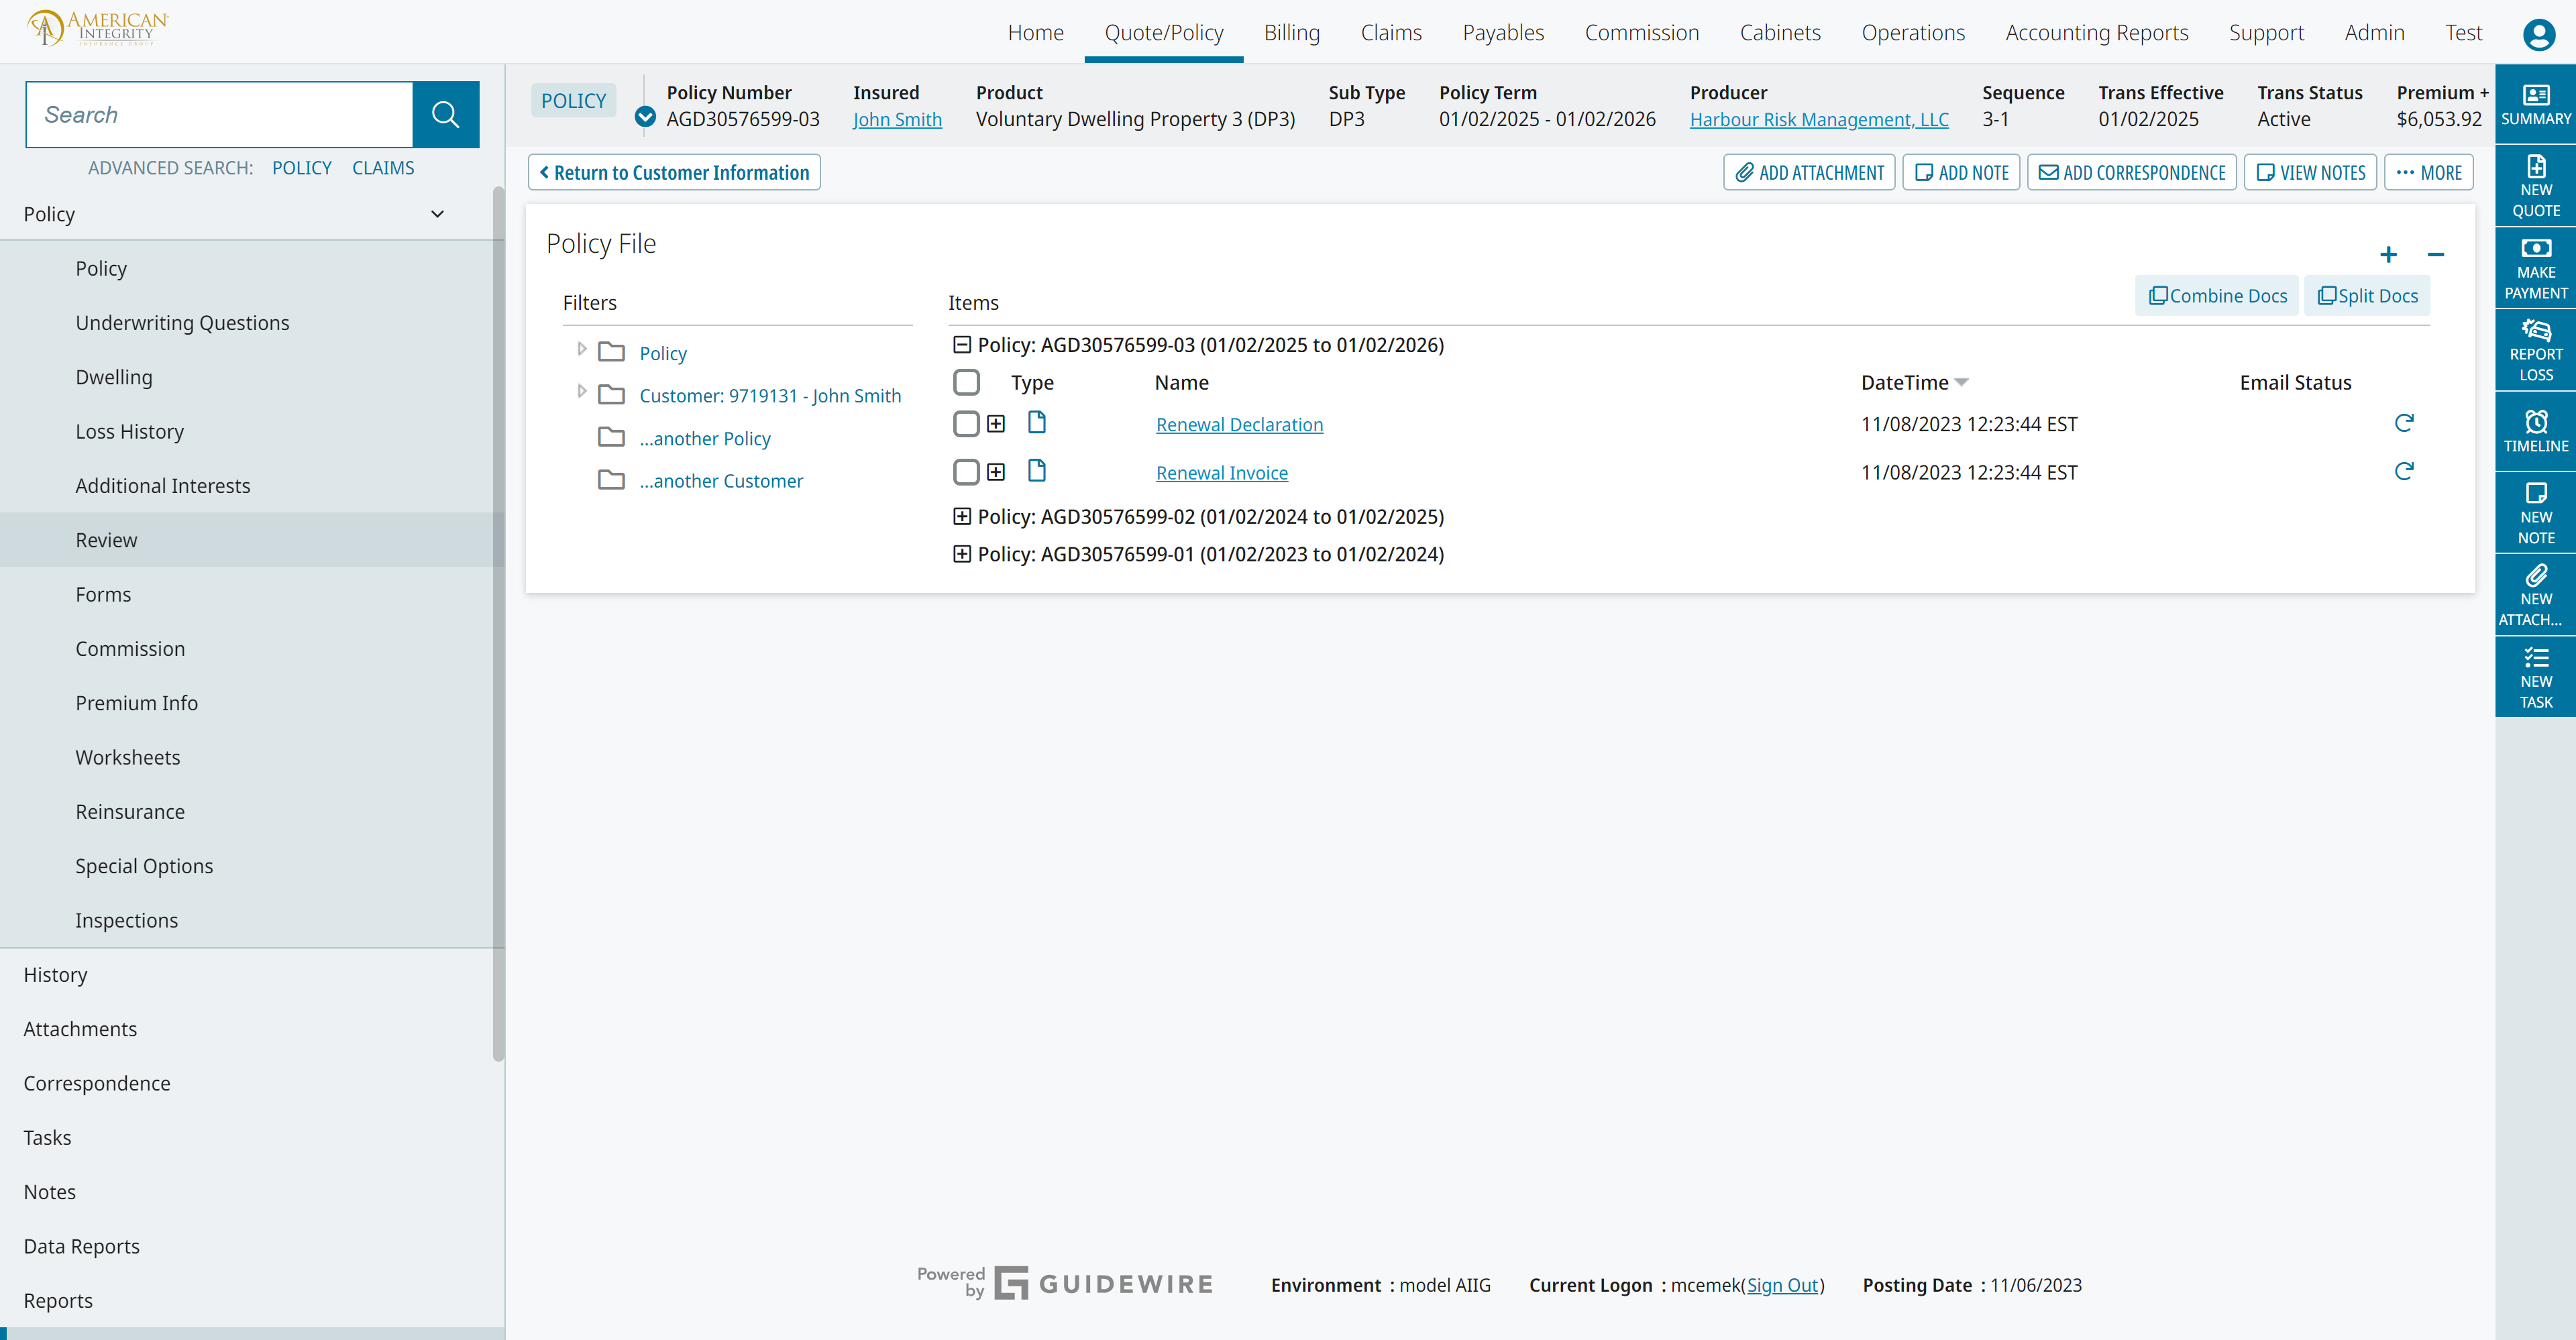 AMERICAN
INTEGRITY
INSURANCE GROUP
Home Quote/Policy Billing Claims Payables Commission Cabinets Operations Accounting Reports Support Admin Test
Search
ADVANCED SEARCH: POLICY CLAIMS
Policy
Policy
Underwriting Questions
Dwelling
Loss History
Additional Interests
Review
Forms
Commission
Premium Info
Worksheets
Reinsurance
Special Options
Inspections
History
Attachments
Correspondence
Tasks
Notes
Data Reports
Reports
POLICY
Policy Number Insured Product Sub Type Policy Term Producer Sequence Trans Effective Trans Status Premium +
AGD30576599-03 John Smith Voluntary Dwelling Property 3 (DP3) DP3 01/02/2025 - 01/02/2026 Harbour Risk Management, LLC 3-1 01/02/2025 Active $6,053.92
Return to Customer Information
ADD ATTACHMENT ADD NOTE ADD CORRESPONDENCE VIEW NOTES ··· MORE
Policy File
Filters
Policy
Customer: 9719131 - John Smith
...another Policy
...another Customer
Items
Combine Docs Split Docs
Policy: AGD30576599-03 (01/02/2025 to 01/02/2026)
Type Name DateTime Email Status
Renewal Declaration 11/08/2023 12:23:44 EST
Renewal Invoice 11/08/2023 12:23:44 EST
Policy: AGD30576599-02 (01/02/2024 to 01/02/2025)
Policy: AGD30576599-01 (01/02/2023 to 01/02/2024)
SUMMARY
NEW
QUOTE
MAKE
PAYMENT
REPORT
LOSS
TIMELINE
NEW
NOTE
NEW
ATTACH...
NEW
TASK
Powered
by
GUIDEWIRE
Environment : model AIIG Current Logon : mcemek(Sign Out) Posting Date : 11/06/2023